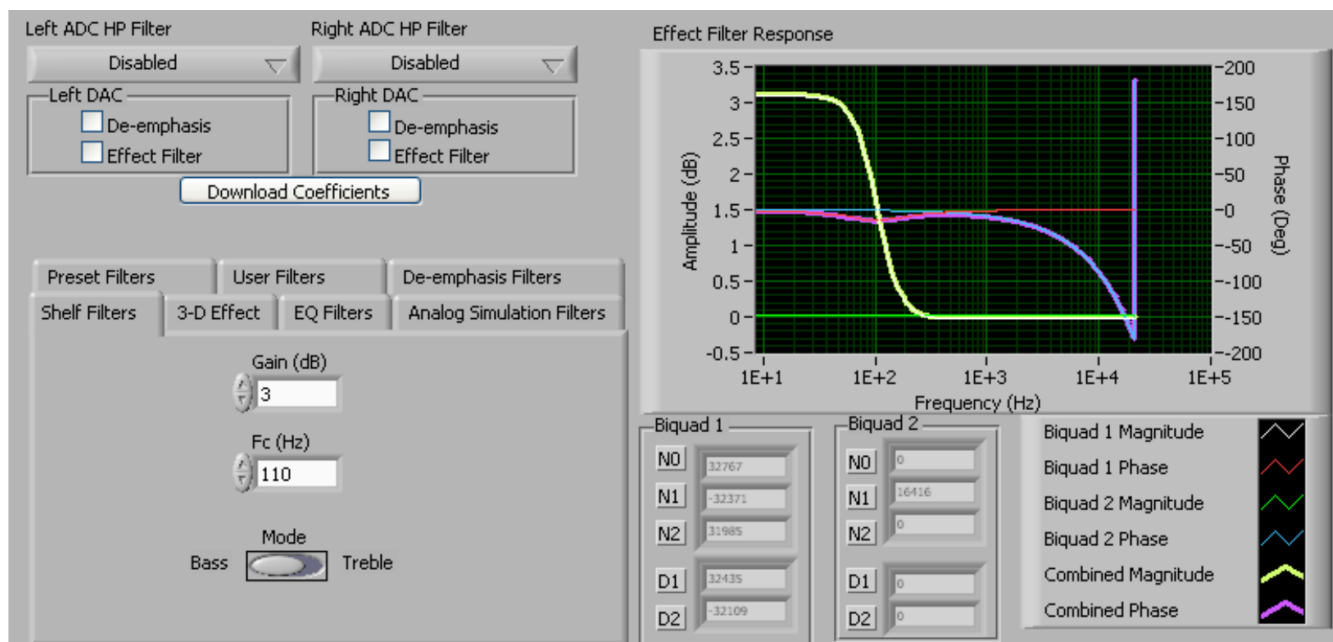 Left ADC HP Filter
Right ADC HP Filter
Disabled
Disabled
Left DAC
De-emphasis
Effect Filter
Right DAC
De-emphasis
Effect Filter
Download Coefficients
Preset Filters
User Filters
De-emphasis Filters
Shelf Filters
3-D Effect
EQ Filters
Analog Simulation Filters
Gain (dB)
3
Fc (Hz)
110
Mode
Bass
Treble
Effect Filter Response
Amplitude (dB)
3.5
3
2.5
2
1.5
1
0.5
0
-0.5
200
150
100
-50
-0
-50
-100
-150
-200
Phase (Deg)
1E+1
1E+2
1E+3
1E+4
1E+5
Frequency (Hz)
Biquad 1
N0 32767
N1 -32371
N2 31985
D1 32435
D2 -32109
Biquad 2
N0 0
N1 16416
N2 0
D1 0
D2 0
Biquad 1 Magnitude
Biquad 1 Phase
Biquad 2 Magnitude
Biquad 2 Phase
Combined Magnitude
Combined Phase